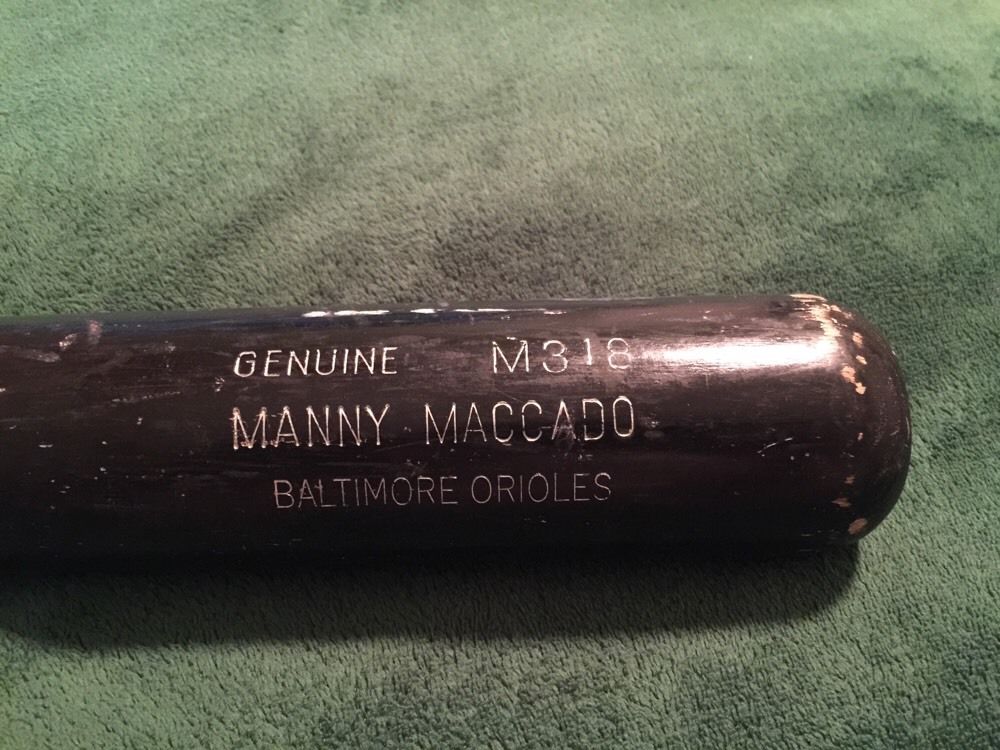 GENUINE M318
MANNY MACCADO
BALTIMORE ORIOLES